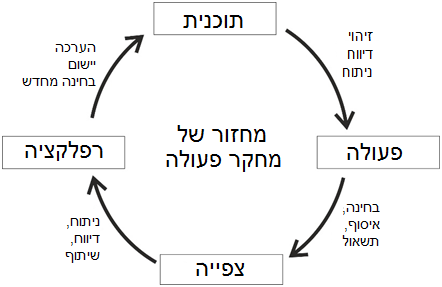 תוכנית
זיהוי
דיווח
ניתוח
פעולה
בחינה,
איסוף,
תשאול
צפייה
ניתוח,
דיווח,
שיתוף
רפלקציה
הערכה
יישום
בחינה מחדש
מחזור של
מחקר פעולה